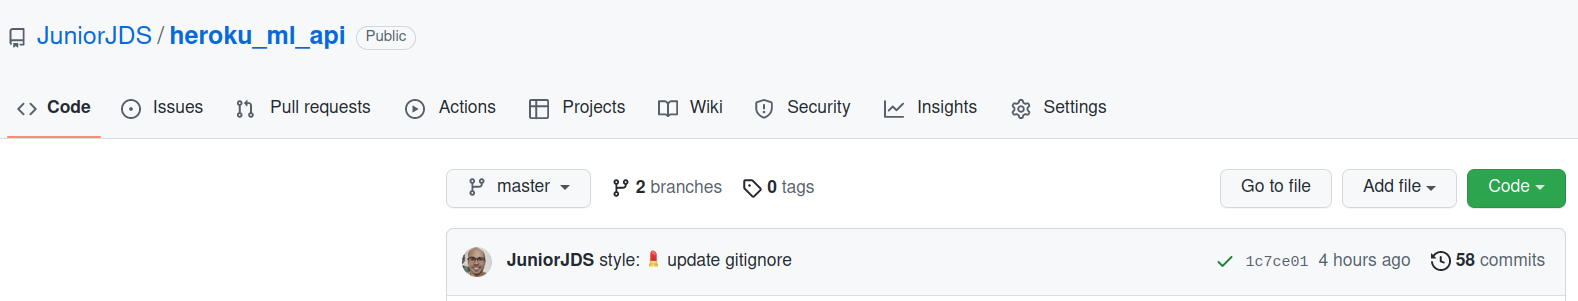 JuniorJDS / heroku_ml_api Public
Code Issues Pull requests Actions Projects Wiki Security Insights Settings
master 2 branches 0 tags Go to file Add file Code
JuniorJDS style: 💄 update gitignore 1c7ce01 4 hours ago 58 commits